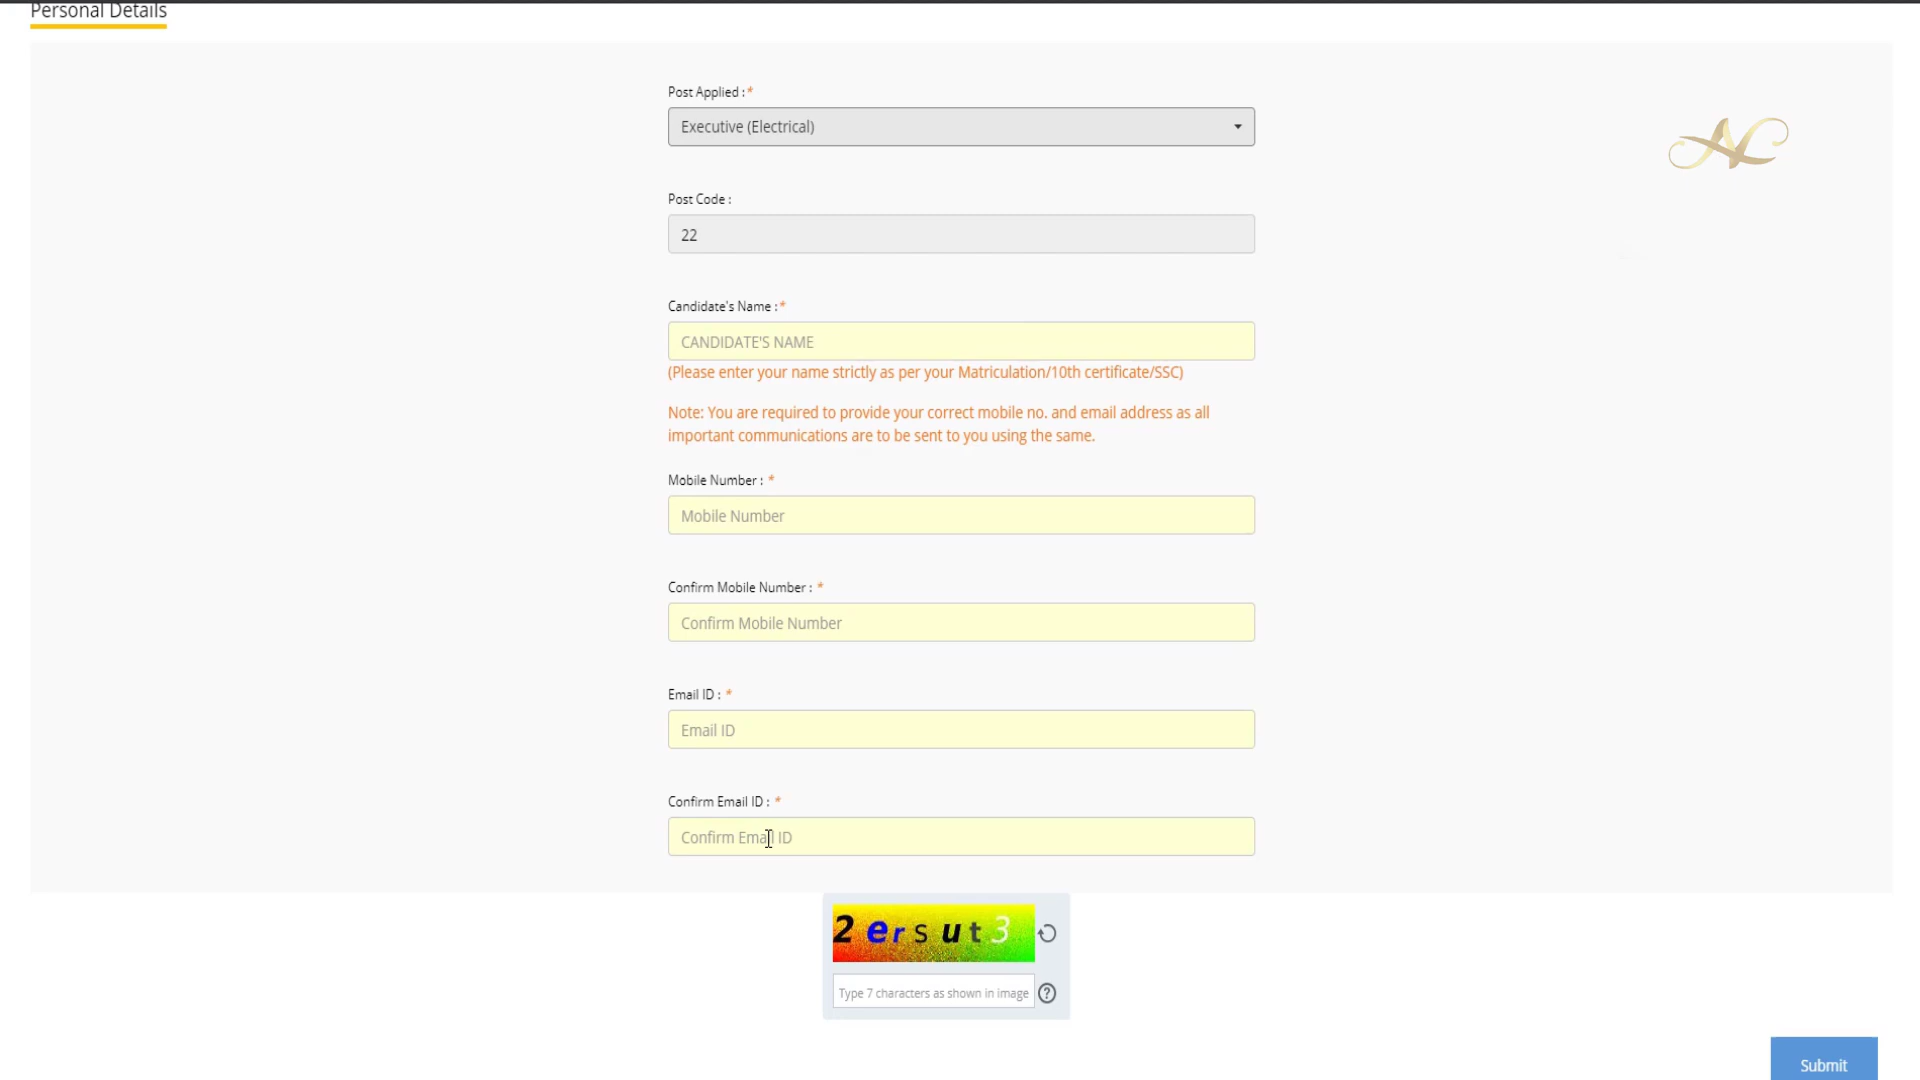 Personal Details
Post Applied :*
Executive (Electrical)
Post Code :
22
Candidate's Name :*
CANDIDATE'S NAME
(Please enter your name strictly as per your Matriculation/10th certificate/SSC)
Note: You are required to provide your correct mobile no. and email address as all
important communications are to be sent to you using the same.
Mobile Number : *
Mobile Number
Confirm Mobile Number : *
Confirm Mobile Number
Email ID : *
Email ID
Confirm Email ID : *
Confirm Email ID
2ersut3
Type 7 characters as shown in image
Submit
AC